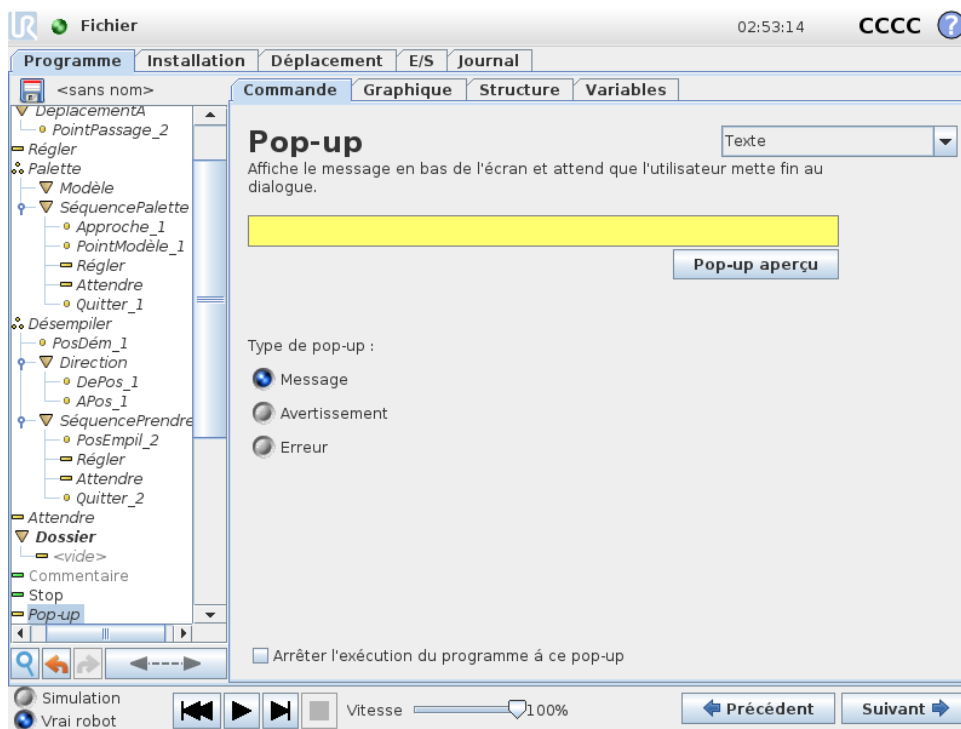 UR Fichier 02:53:14 CCCC ?
Programme Installation Déplacement E/S Journal
<sans nom> Commande Graphique Structure Variables
DéplacementA
PointPassage_2
Régler
Palette
Modèle
SéquencePalette
Approche_1
PointModèle_1
Régler
Attendre
Quitter_1
Désempiler
PosDém_1
Direction
DePos_1
APos_1
SéquencePrendre
PosEmpil_2
Régler
Attendre
Quitter_2
Attendre
Dossier
<vide>
Commentaire
Stop
Pop-up
Pop-up
Texte
Affiche le message en bas de l'écran et attend que l'utilisateur mette fin au
dialogue.
Pop-up aperçu
Type de pop-up :
Message
Avertissement
Erreur
Arrêter l'exécution du programme á ce pop-up
Simulation
Vrai robot
Vitesse 100%
Précédent Suivant